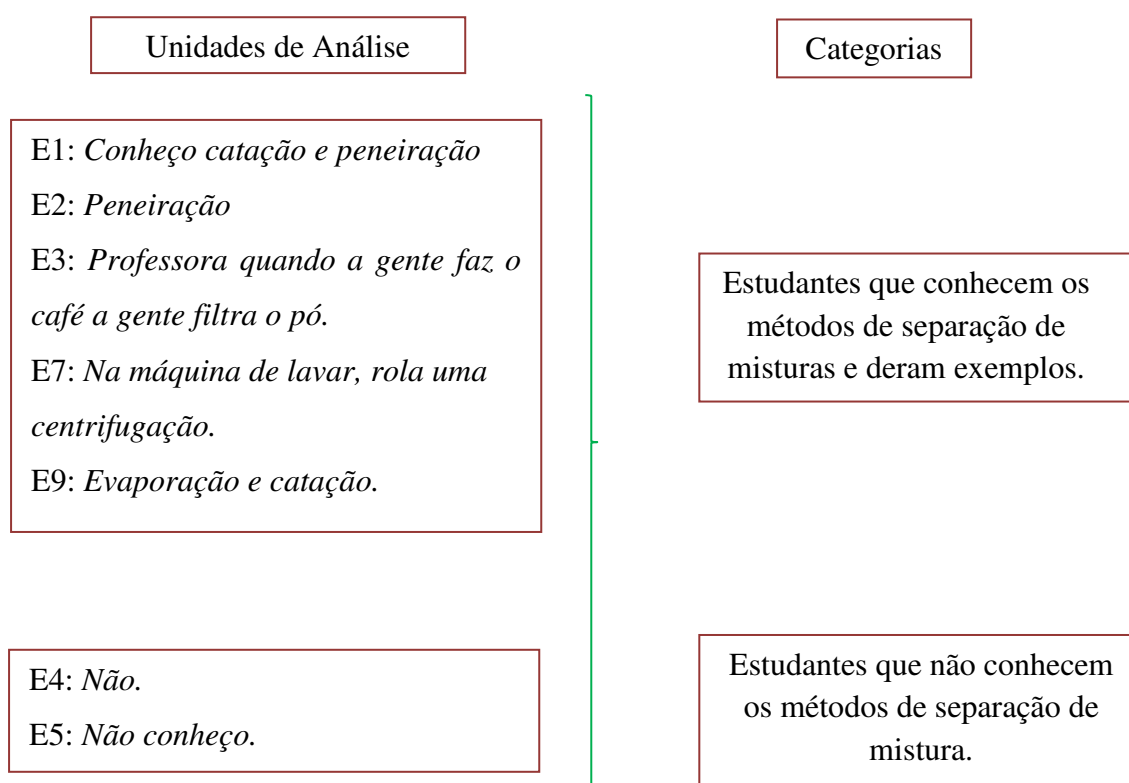 Unidades de Análise
Categorias
E1: Conheço catação e peneiração
E2: Peneiração
E3: Professora quando a gente faz o
café a gente filtra o pó.
E7: Na máquina de lavar, rola uma
centrifugação.
E9: Evaporação e catação.
Estudantes que conhecem os
métodos de separação de
misturas e deram exemplos.
E4: Não.
E5: Não conheço.
Estudantes que não conhecem
os métodos de separação de
mistura.